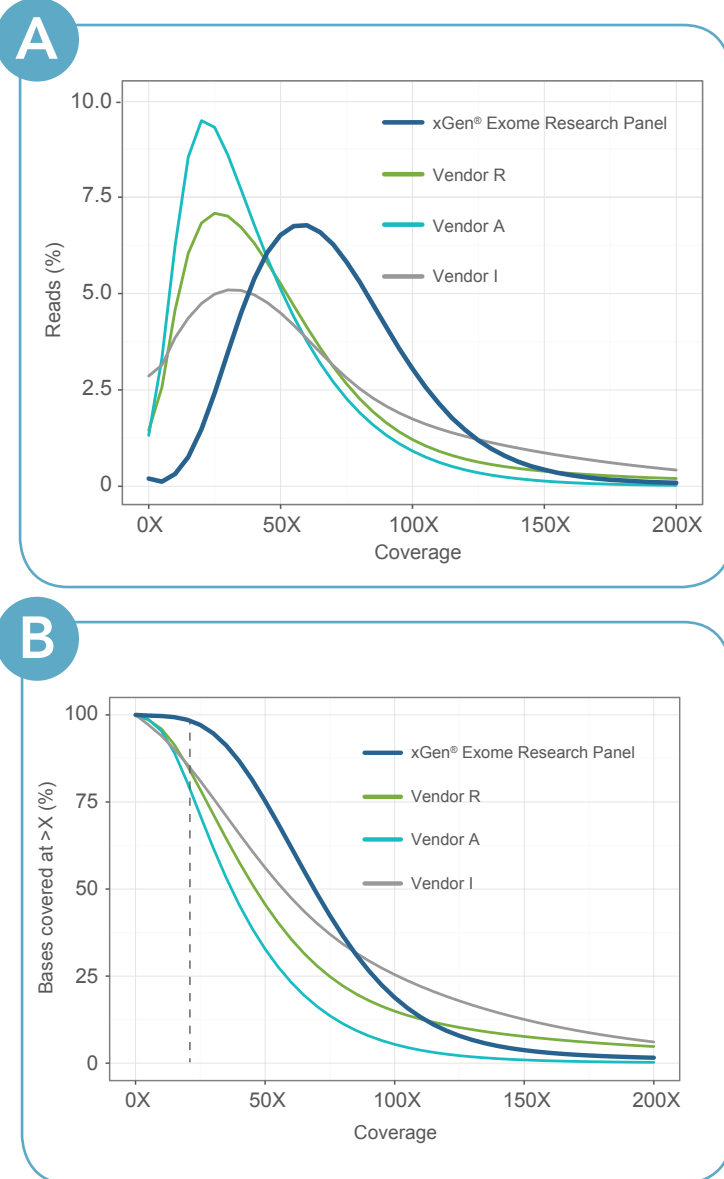 A
10.0
7.5
5.0
2.5
0
Reads (%)
xGen® Exome Research Panel
Vendor R
Vendor A
Vendor I
0X 50X 100X 150X 200X
Coverage
B
100
75
50
25
0
Bases covered at >X (%)
xGen® Exome Research Panel
Vendor R
Vendor A
Vendor I
0X 50X 100X 150X 200X
Coverage